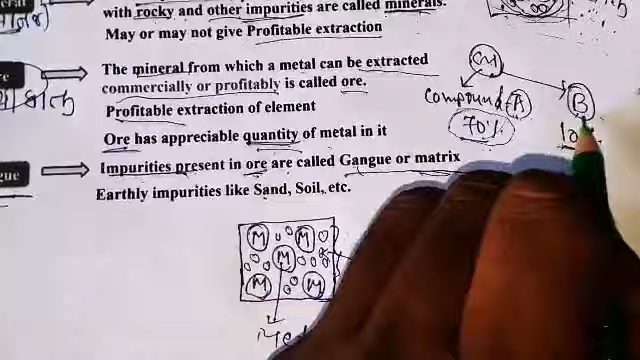 with rocky and other impurities are called minerals.
May or may not give Profitable extraction
The mineral from which a metal can be extracted
commercially or profitably is called ore.
Profitable extraction of element
Ore has appreciable quantity of metal in it
Impurities present in ore are called Gangue or matrix
Earthly impurities like Sand, Soil, etc.
CM
Compound-A
B
70%
M M
M
M M